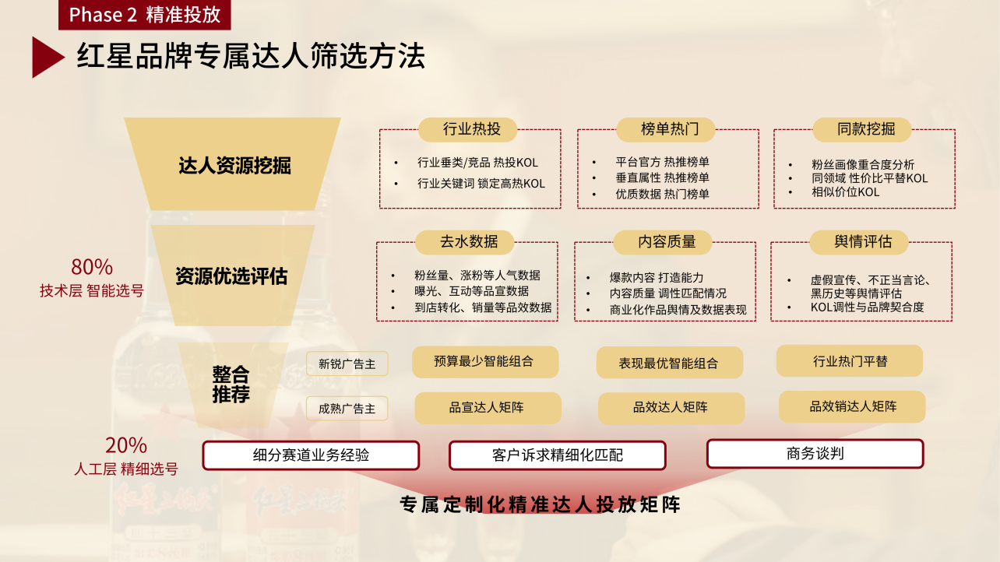 Phase 2 精准投放
红星品牌专属达人筛选方法
达人资源挖掘
行业热投
• 行业垂类/竞品 热投KOL
• 行业关键词 锁定高热KOL
榜单热门
• 平台官方 热推榜单
• 垂直属性 热推榜单
• 优质数据 热门榜单
同款挖掘
• 粉丝画像重合度分析
• 同领域 性价比平替KOL
• 相似价位KOL
80%
技术层 智能选号
资源优选评估
去水数据
• 粉丝量、涨粉等人气数据
• 曝光、互动等品宣数据
• 到店转化、销量等品效数据
内容质量
• 爆款内容 打造能力
• 内容质量 调性匹配情况
• 商业化作品舆情及数据表现
舆情评估
• 虚假宣传、不正当言论、
黑历史等舆情评估
• KOL调性与品牌契合度
整合
推荐
新锐广告主
预算最少智能组合
表现最优智能组合
行业热门平替
成熟广告主
品宣达人矩阵
品效达人矩阵
品效销达人矩阵
20%
人工层 精细选号
细分赛道业务经验
客户诉求精细化匹配
商务谈判
专属定制化精准达人投放矩阵